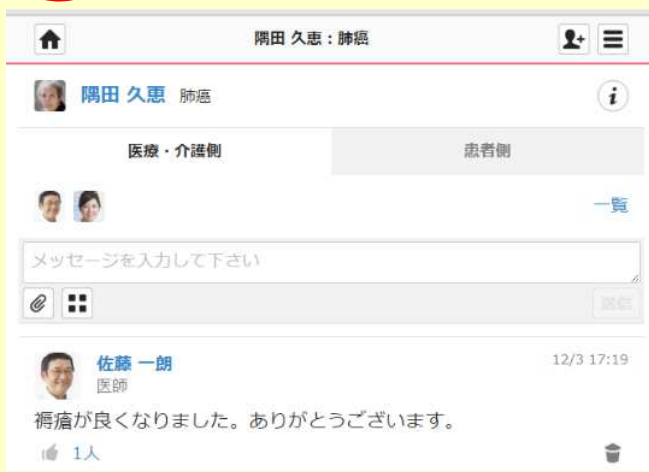 隅田 久恵：肺癌
隅田 久恵 肺癌
医療・介護側 患者側
一覧
メッセージを入力して下さい
送信
佐藤 一朗 12/3 17:19
医師
褥瘡が良くなりました。ありがとうございます。
1人